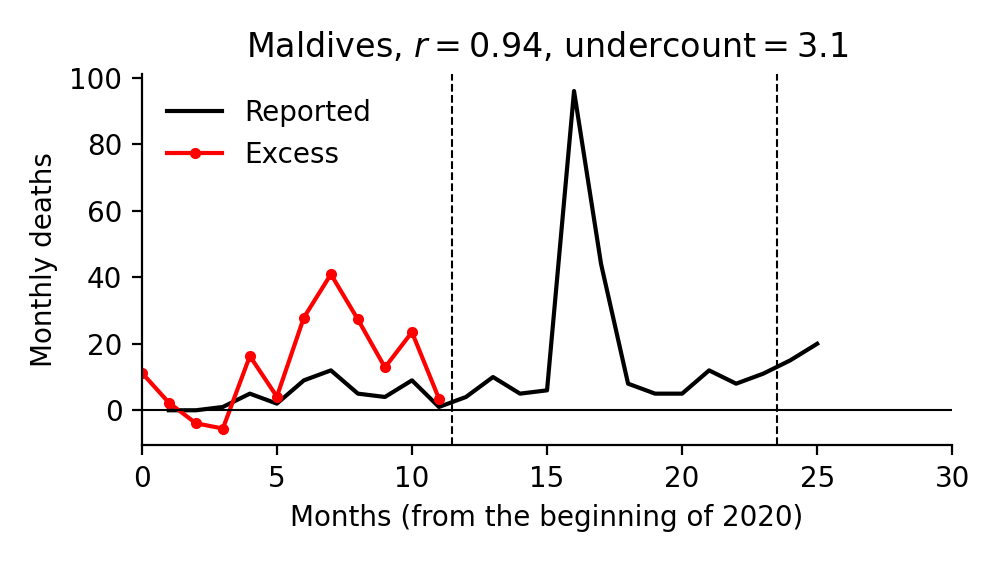 Maldives, r = 0.94, undercount = 3.1
Reported
Excess
Monthly deaths
100
80
60
40
20
0
0 5 10 15 20 25 30
Months (from the beginning of 2020)